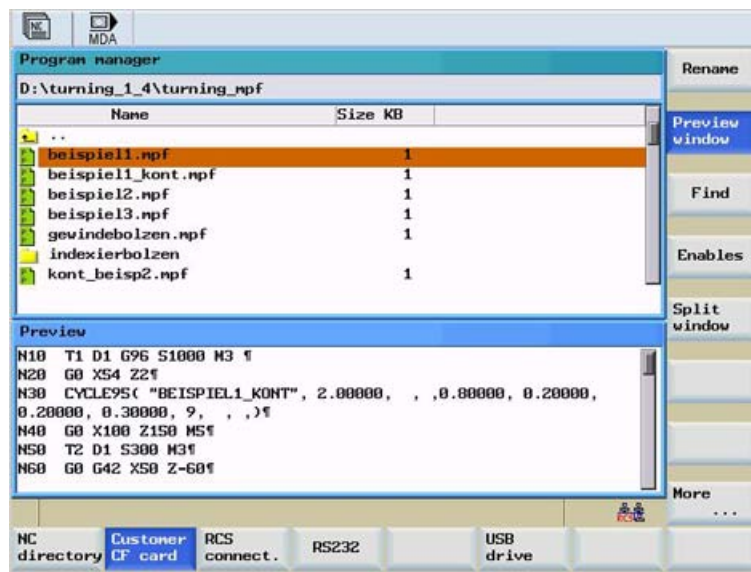 NC
MDA
Program manager
D:\turning_1_4\turning_mpf
Name Size KB
..
beispiel1.mpf 1
beispiel1_kont.mpf 1
beispiel2.mpf 1
beispiel3.mpf 1
gewindebolzen.mpf 1
indexierbolzen
kont_beisp2.mpf 1
Preview
N10 T1 D1 G96 S1000 M3 ¶
N20 G0 X54 Z2¶
N30 CYCLE95( "BEISPIEL1_KONT", 2.00000, , ,0.80000, 0.20000,
0.20000, 0.30000, 9, , ,)¶
N40 G0 X100 Z150 M5¶
N50 T2 D1 S300 M3¶
N60 G0 G42 X50 Z-60¶
Rename
Preview
window
Find
Enables
Split
window
More
...
RCS
NC
directory
Customer
CF card
RCS
connect.
RS232
USB
drive